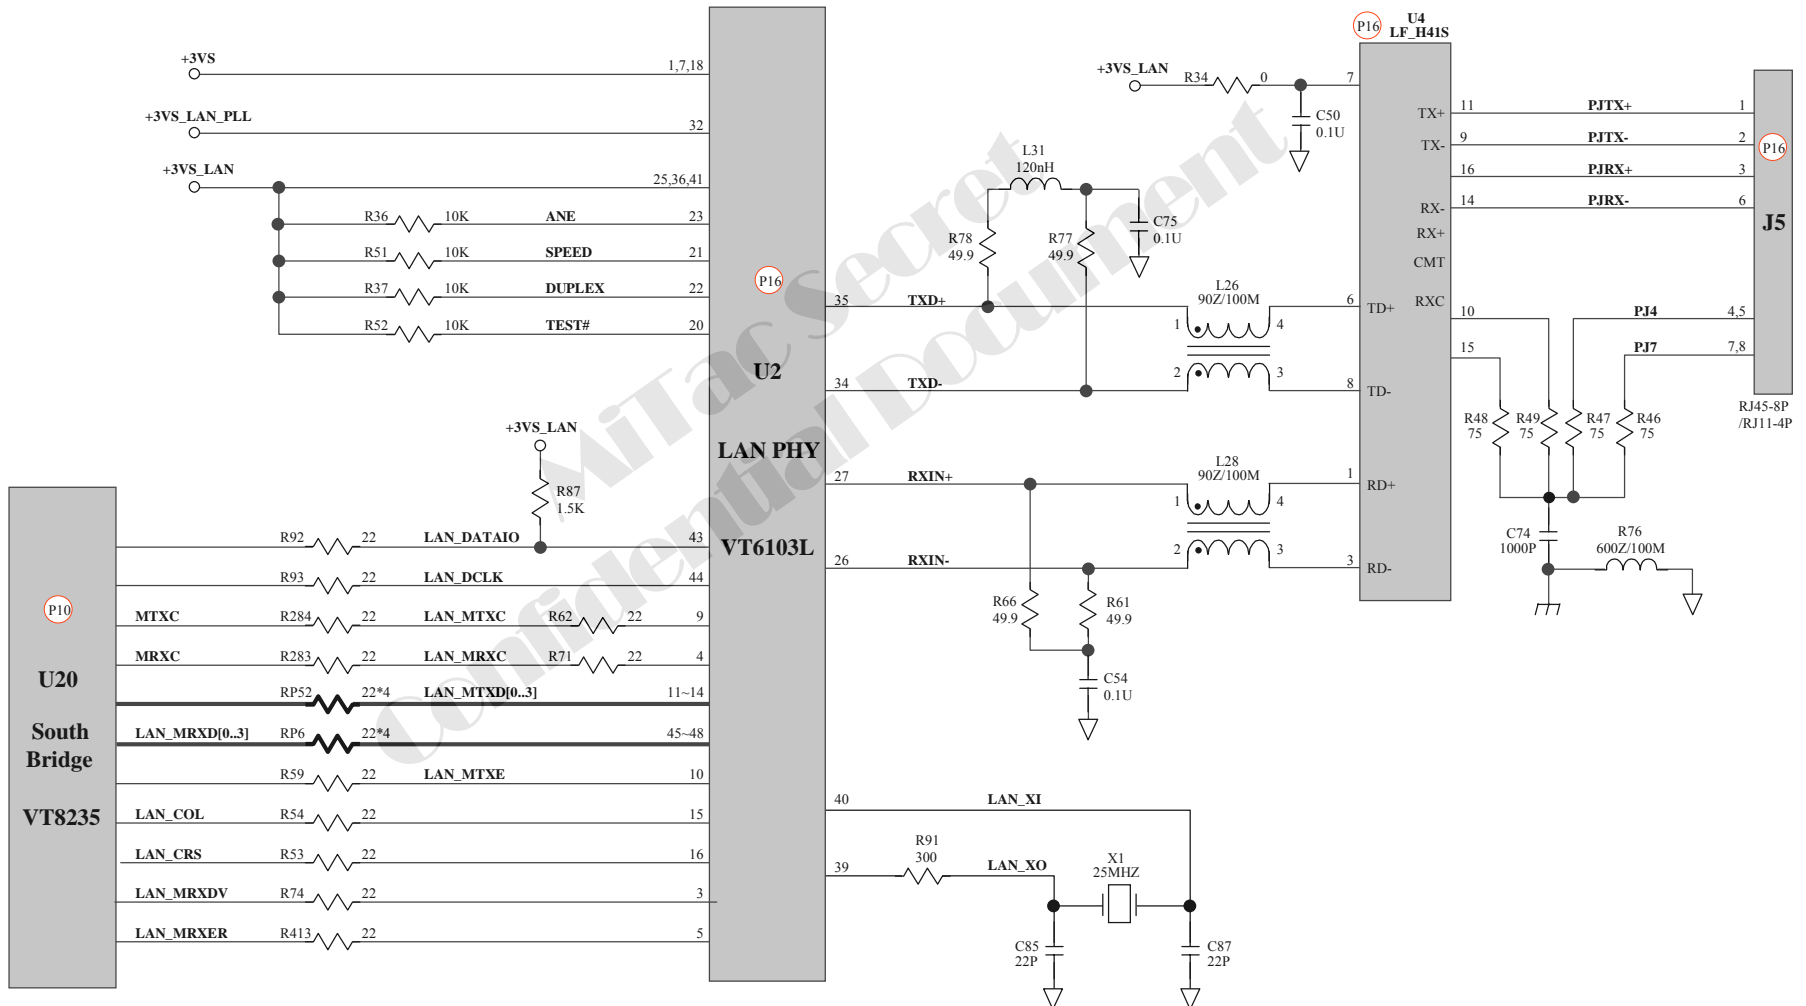 P16
U4
LF_H41S
+3VS
1,7,18
+3VS_LAN
R34
0
7
C50
0.1U
TX+
11
PJTX+
1
+3VS_LAN_PLL
32
TX-
9
PJTX-
2
P16
L31
120nH
16
PJRX+
3
+3VS_LAN
25,36,41
RX-
14
PJRX-
6
R36
10K
ANE
23
C75
0.1U
RX+
J5
R78
49.9
R77
49.9
R51
10K
SPEED
21
CMT
P16
R37
10K
DUPLEX
22
35
TXD+
L26
90Z/100M
1
4
6
TD+
RXC
10
PJ4
4,5
R52
10K
TEST#
20
15
PJ7
7,8
U2
34
TXD-
2
3
8
TD-
RJ45-8P
/RJ11-4P
R48
75
R49
75
R47
75
R46
75
+3VS_LAN
LAN PHY
VT6103L
27
RXIN+
L28
90Z/100M
1
4
1
RD+
R87
1.5K
C74
1000P
R76
600Z/100M
R92
22
LAN_DATAIO
43
26
RXIN-
2
3
3
RD-
R93
22
LAN_DCLK
44
P10
R66
49.9
R61
49.9
MTXC
R284
22
LAN_MTXC
R62
22
9
MRXC
R283
22
LAN_MRXC
R71
22
4
U20
South
Bridge
VT8235
RP52
22*4
LAN_MTXD[0..3]
11~14
C54
0.1U
LAN_MRXD[0..3]
RP6
22*4
45~48
R59
22
LAN_MTXE
10
40
LAN_XI
LAN_COL
R54
22
15
LAN_CRS
R53
22
16
39
R91
300
LAN_XO
X1
25MHZ
LAN_MRXDV
R74
22
3
LAN_MRXER
R413
22
5
C85
22P
C87
22P
MiTac Secret
Confidential Document